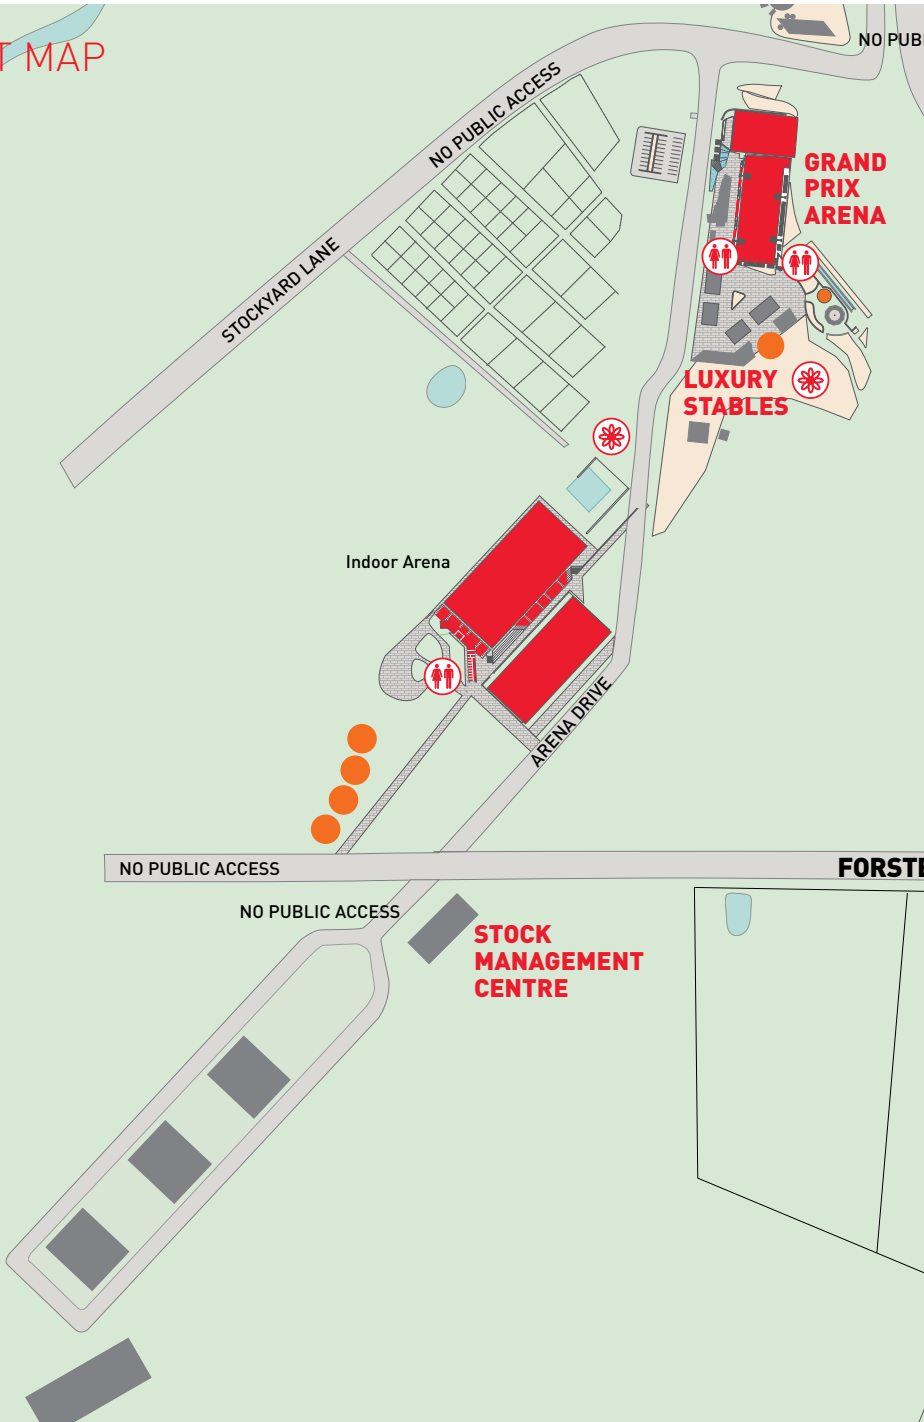 T MAP
NO PUB
NO PUBLIC ACCESS
STOCKYARD LANE
GRAND
PRIX
ARENA
LUXURY
STABLES
Indoor Arena
ARENA DRIVE
NO PUBLIC ACCESS
FORSTE
NO PUBLIC ACCESS
STOCK
MANAGEMENT
CENTRE